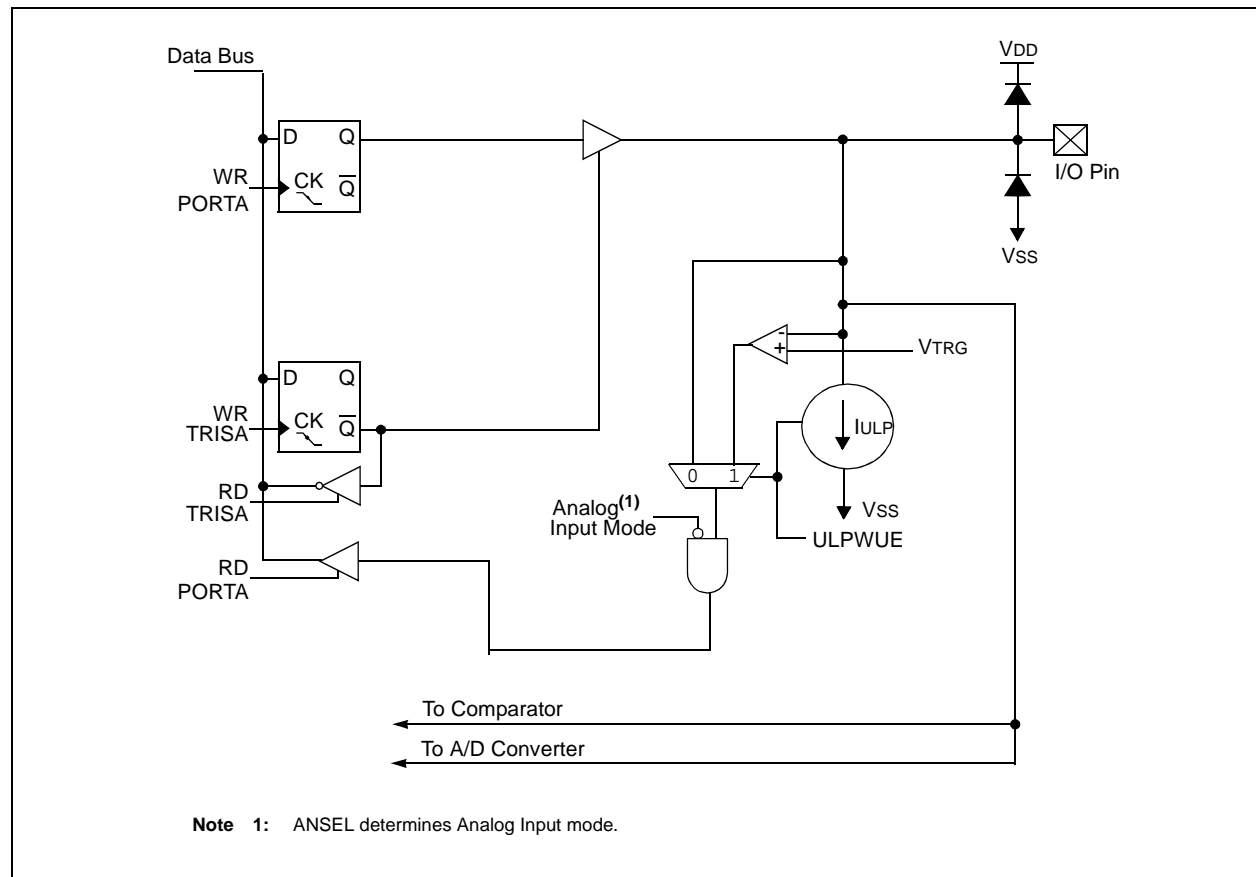 Data Bus
VDD
D Q
WR
PORTA
CK Q
I/O Pin
VSS
- 
+
VTRG
D Q
WR
TRISA
CK Q
IULP
0 1
RD
TRISA
Analog(1)
Input Mode
VSS
ULPWUE
RD
PORTA
To Comparator
To A/D Converter
Note 1: ANSEL determines Analog Input mode.